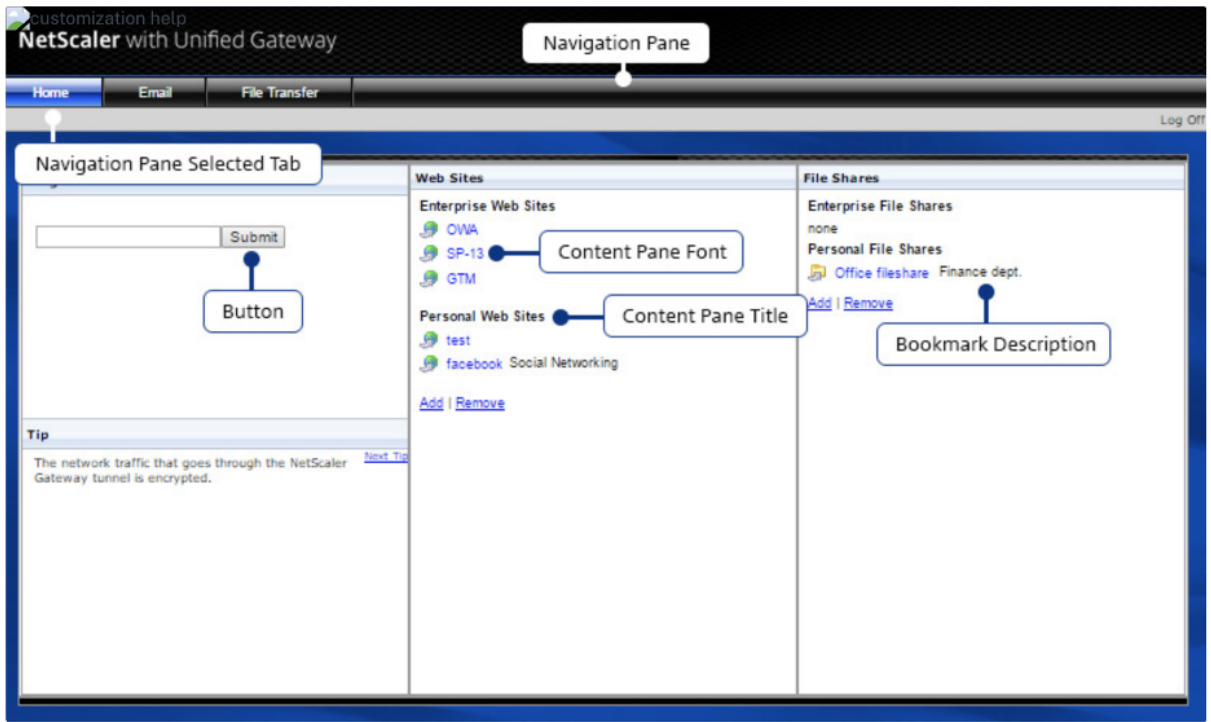 customization help
NetScaler with Unified Gateway
Navigation Pane
Home Email File Transfer
Log Off
Navigation Pane Selected Tab
Submit
Button
Tip
The network traffic that goes through the NetScaler
Gateway tunnel is encrypted.
Next Tip
Web Sites
Enterprise Web Sites
OWA
SP-13
Content Pane Font
GTM
Personal Web Sites
Content Pane Title
test
facebook Social Networking
Add | Remove
File Shares
Enterprise File Shares
none
Personal File Shares
Office fileshare Finance dept.
Add | Remove
Bookmark Description